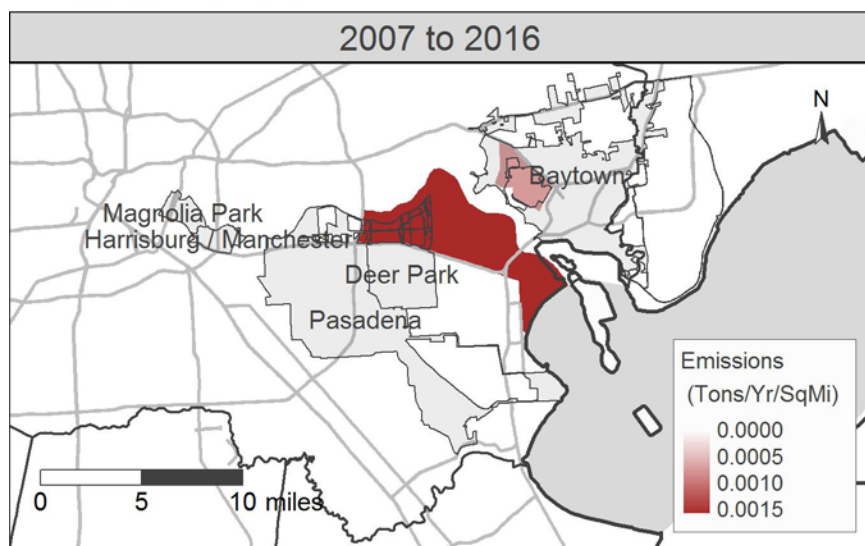 2007 to 2016
N
Baytown
Magnolia Park
Harrisburg / Manchester
Deer Park
Pasadena
Emissions
(Tons/Yr/SqMi)
0.0000
0.0005
0.0010
0.0015
0 5 10 miles